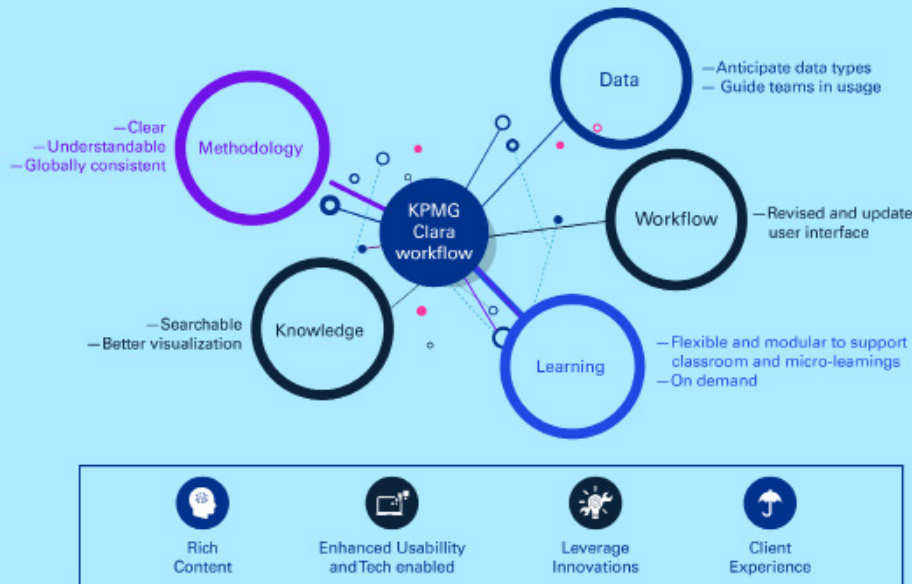 Methodology
—Clear
—Understandable
—Globally consistent
Data
—Anticipate data types
— Guide teams in usage
KPMG
Clara
workflow
Workflow
—Revised and update
user interface
Knowledge
—Searchable
—Better visualization
Learning
—Flexible and modular to support
classroom and micro-learnings
—On demand
Rich
Content
Enhanced Usabillity
and Tech enabled
Leverage
Innovations
Client
Experience